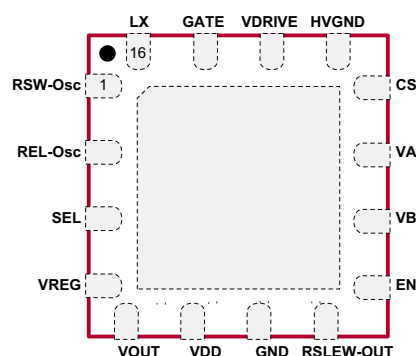 LX GATE VDRIVE HVGND
16
RSW-Osc 1 CS
REL-Osc VA
SEL VB
VREG EN
VOUT VDD GND RSLEW-OUT